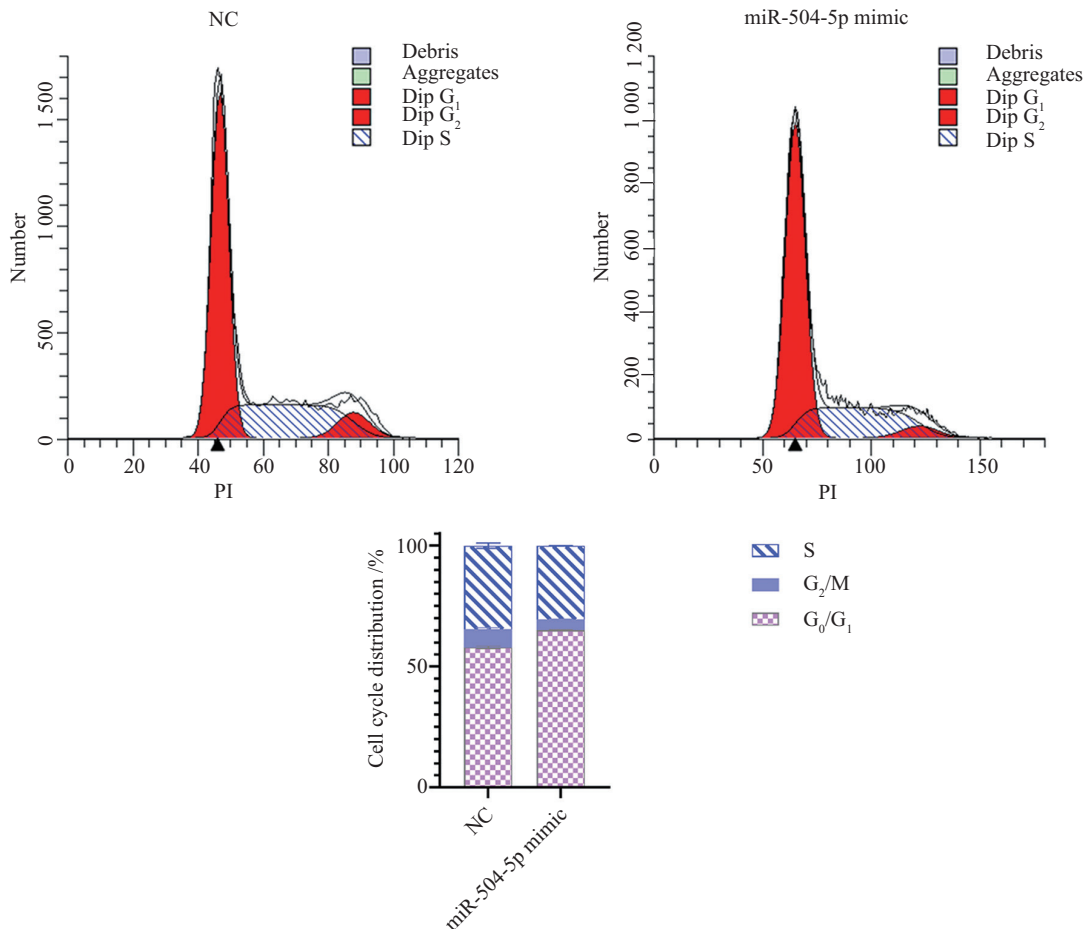 NC
Debris
Aggregates
Dip G₁
Dip G₂
Dip S
Number
1 500
1 000
500
0
0 20 40 60 80 100 120
PI
miR-504-5p mimic
Debris
Aggregates
Dip G₁
Dip G₂
Dip S
Number
1 200
1 000
800
600
400
200
0
0 50 100 150
PI
Cell cycle distribution /%
100
50
0
NC
miR-504-5p mimic
S
G₂/M
G₀/G₁